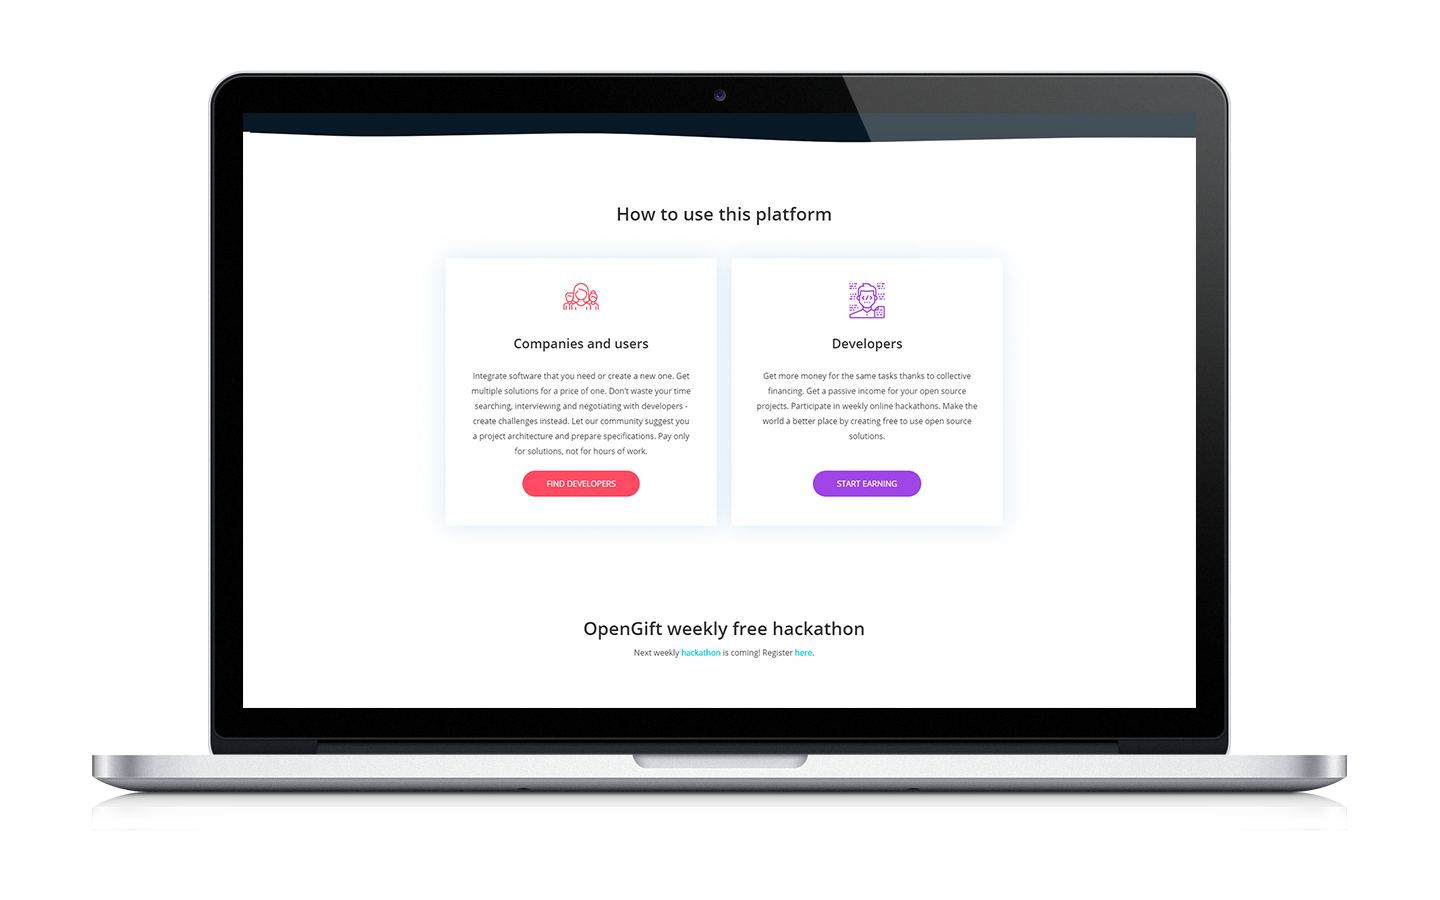 How to use this platform
Companies and users
Integrate software that you need or create a new one. Get
multiple solutions for a price of one. Don't waste your time
searching, interviewing and negotiating with developers -
create challenges instead. Let our community suggest you
a project architecture and prepare specifications. Pay only
for solutions, not for hours of work.
FIND DEVELOPERS
Developers
Get more money for the same tasks thanks to collective
financing. Get a passive income for your open source
projects. Participate in weekly online hackathons. Make the
world a better place by creating free to use open source
solutions.
START EARNING
OpenGift weekly free hackathon
Next weekly hackathon is coming! Register here.